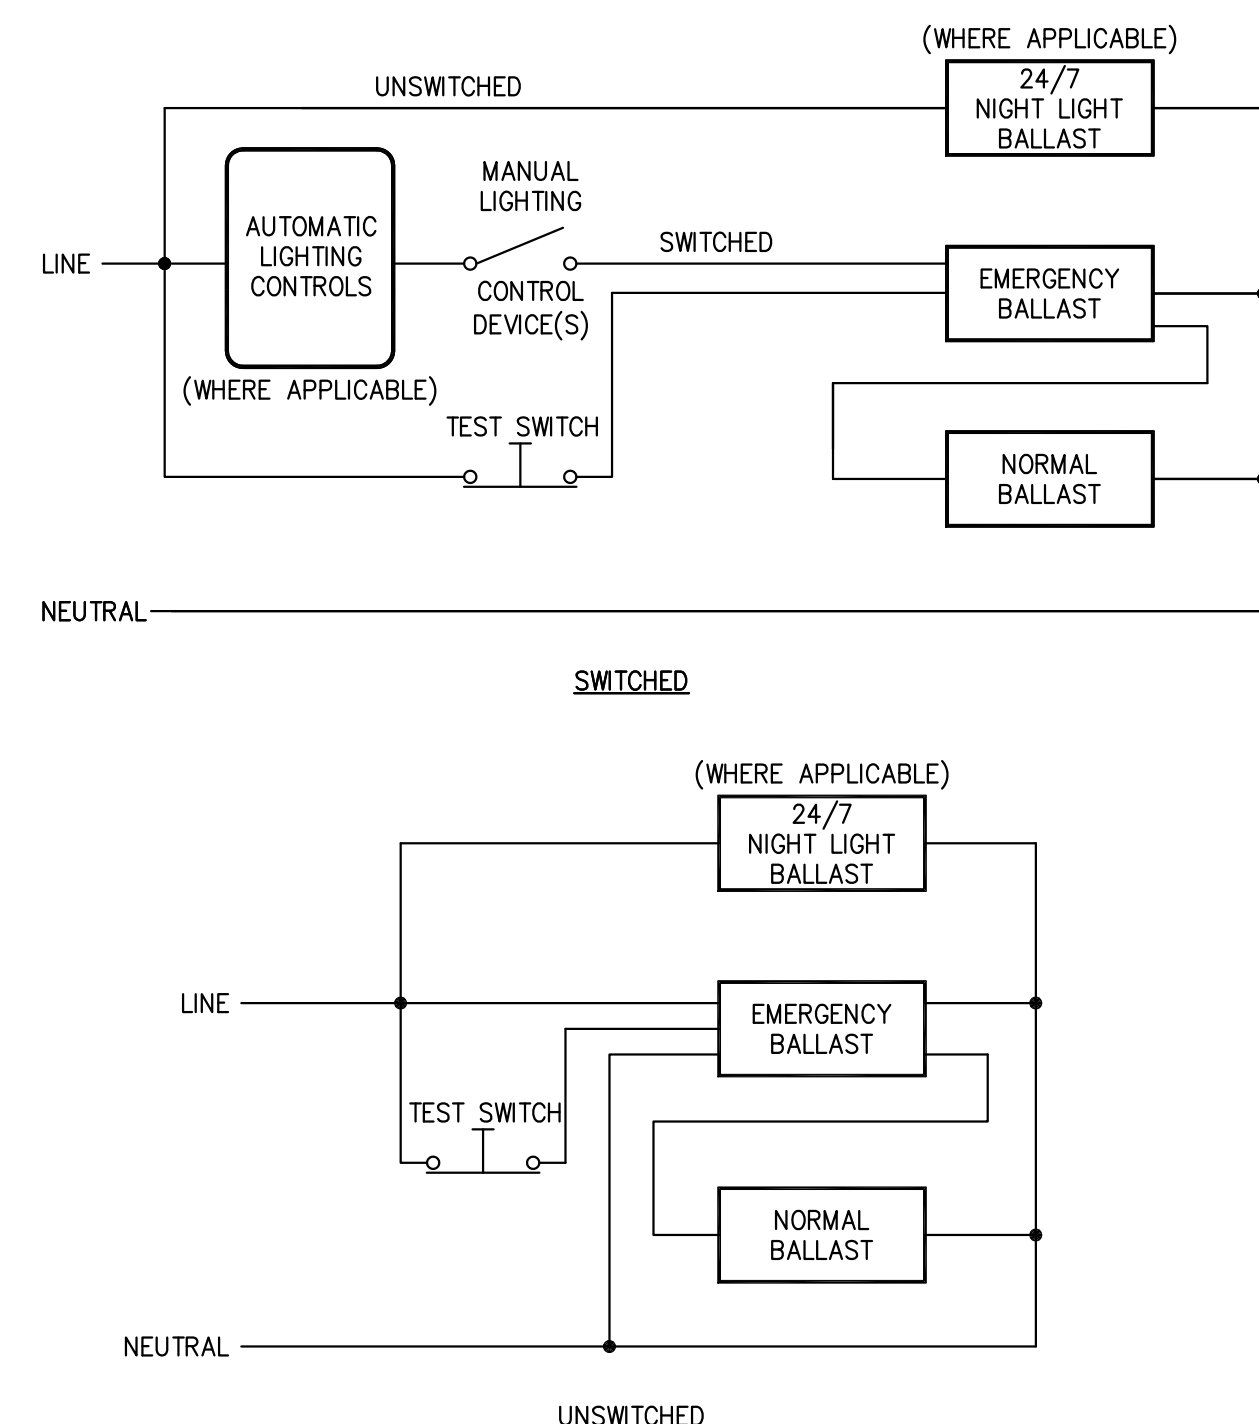 (WHERE APPLICABLE)
24/7
NIGHT LIGHT
BALLAST
UNSWITCHED
MANUAL
LIGHTING
AUTOMATIC
LIGHTING
CONTROLS
LINE
SWITCHED
CONTROL
DEVICE(S)
EMERGENCY
BALLAST
(WHERE APPLICABLE)
TEST SWITCH
NORMAL
BALLAST
NEUTRAL
SWITCHED
(WHERE APPLICABLE)
24/7
NIGHT LIGHT
BALLAST
LINE
EMERGENCY
BALLAST
TEST SWITCH
NORMAL
BALLAST
NEUTRAL
UNSWITCHED